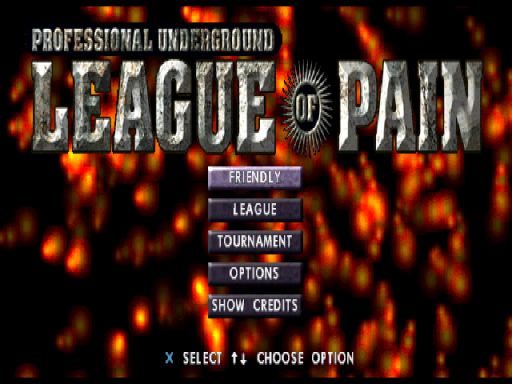 PROFESSIONAL UNDERGROUND
LEAGUE OF PAIN
FRIENDLY
LEAGUE
TOURNAMENT
OPTIONS
SHOW CREDITS
X SELECT ↑↓ CHOOSE OPTION